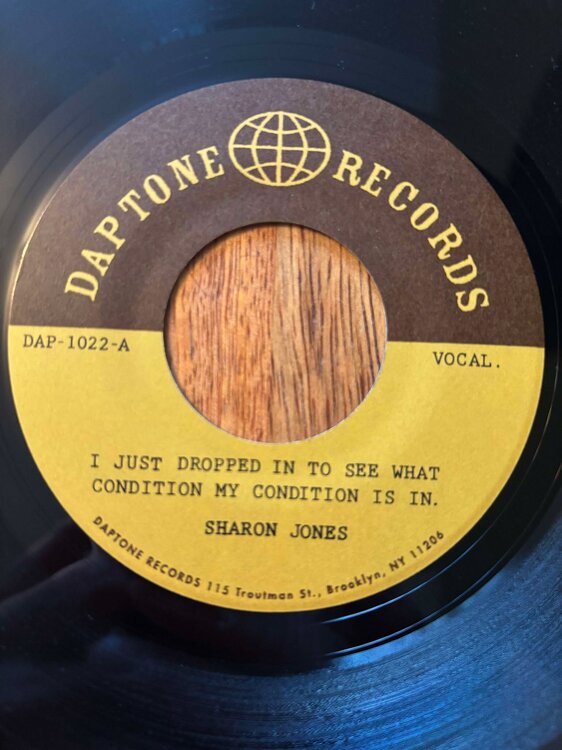 DAPTONE RECORDS
DAP-1022-A
VOCAL.
I JUST DROPPED IN TO SEE WHAT
CONDITION MY CONDITION IS IN.
SHARON JONES
DAPTONE RECORDS 115 Troutman St., Brooklyn, NY 11206